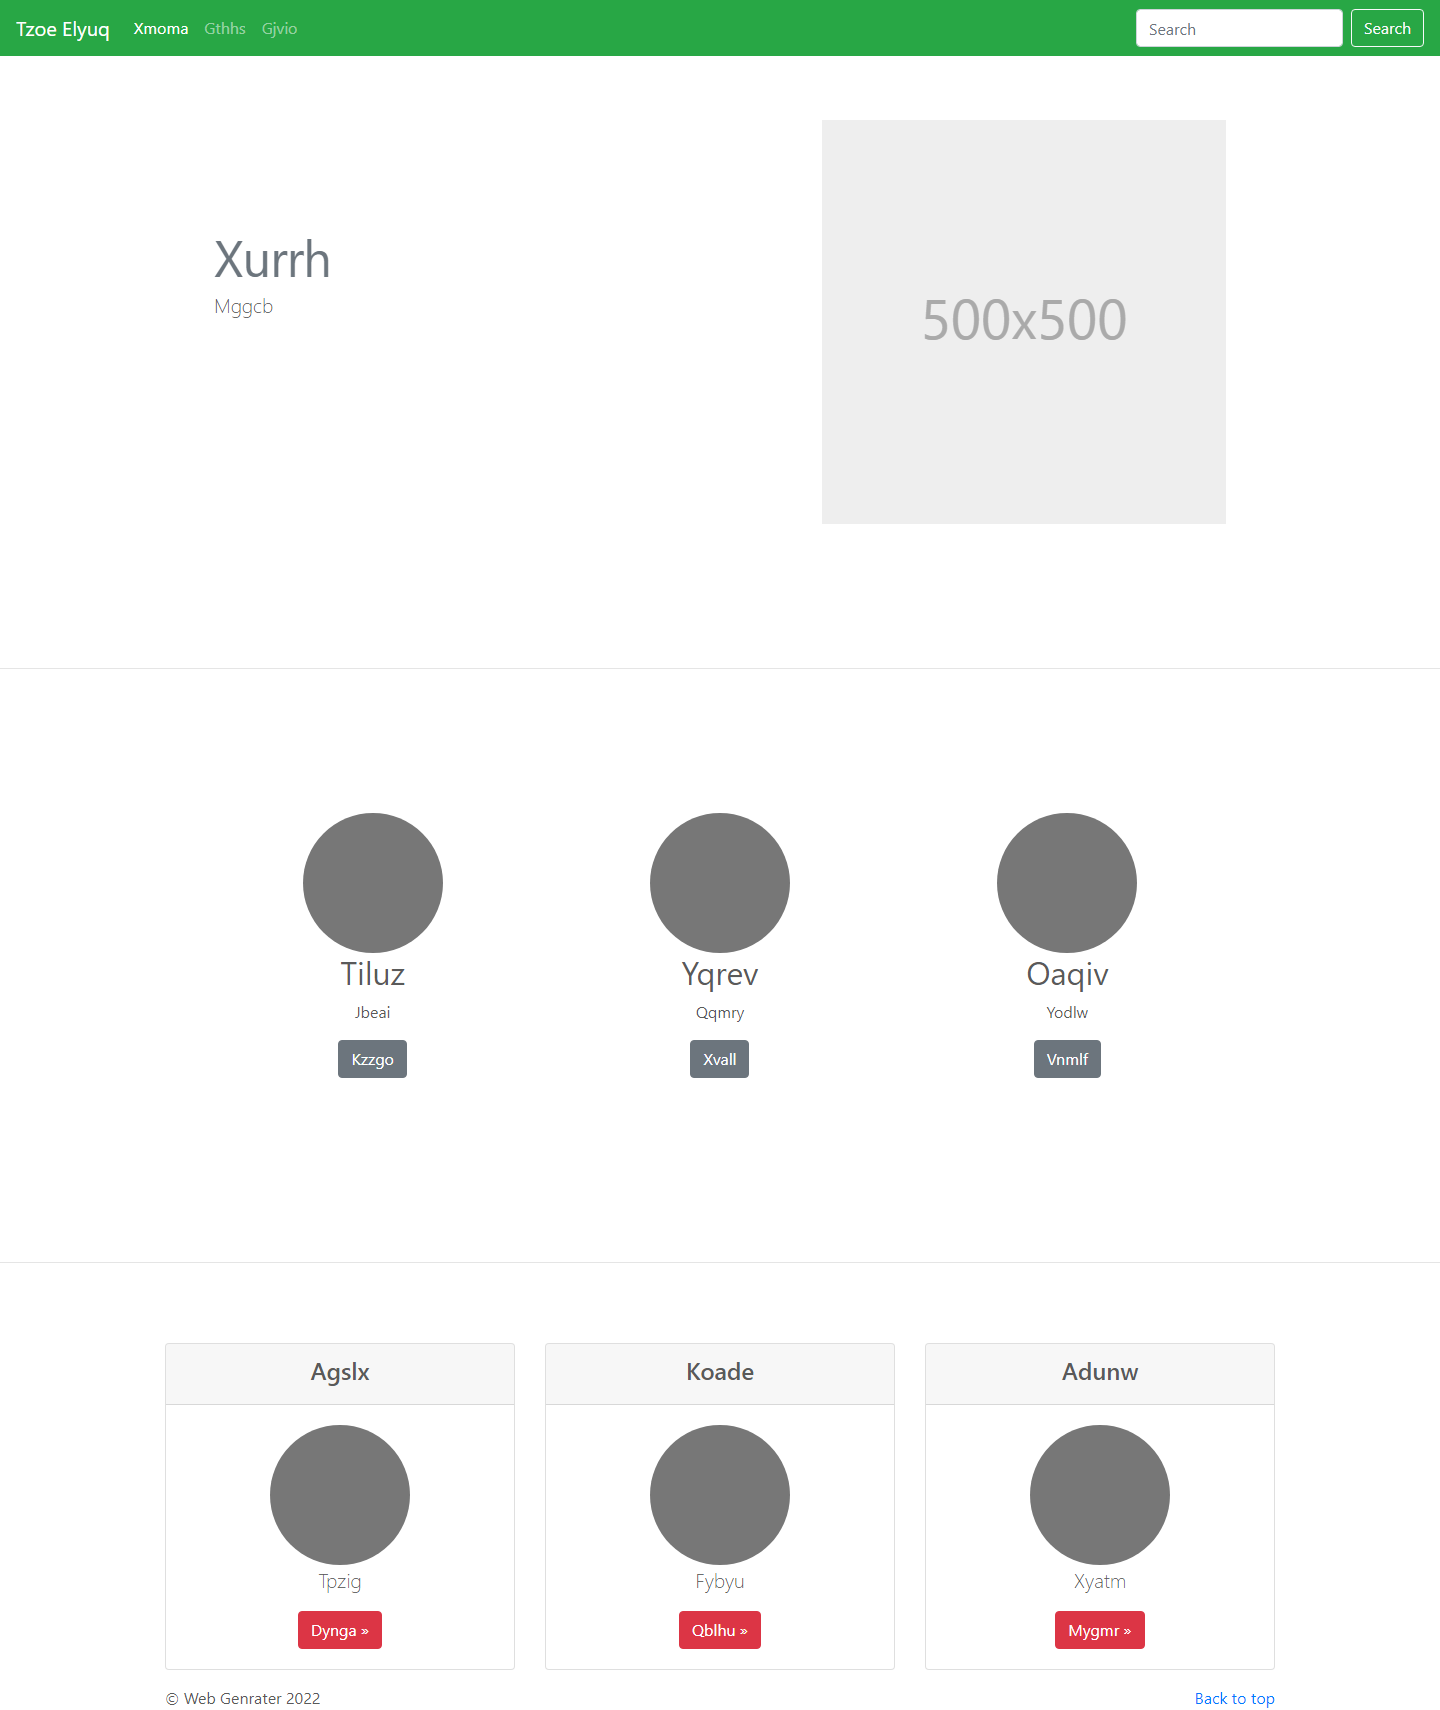 Tzoe Elyuq Xmoma Gthhs Gjvio Search Search
Xurrh
Mggcb
500x500
Tiluz Yqrev Oaqiv
Jbeai Qqmry Yodlw
Kzzgo Xvall Vnmlf
Agslx Koade Adunw
Tpzig Fybyu Xyatm
Dynga » Qblhu » Mygmr »
© Web Genrater 2022 Back to top